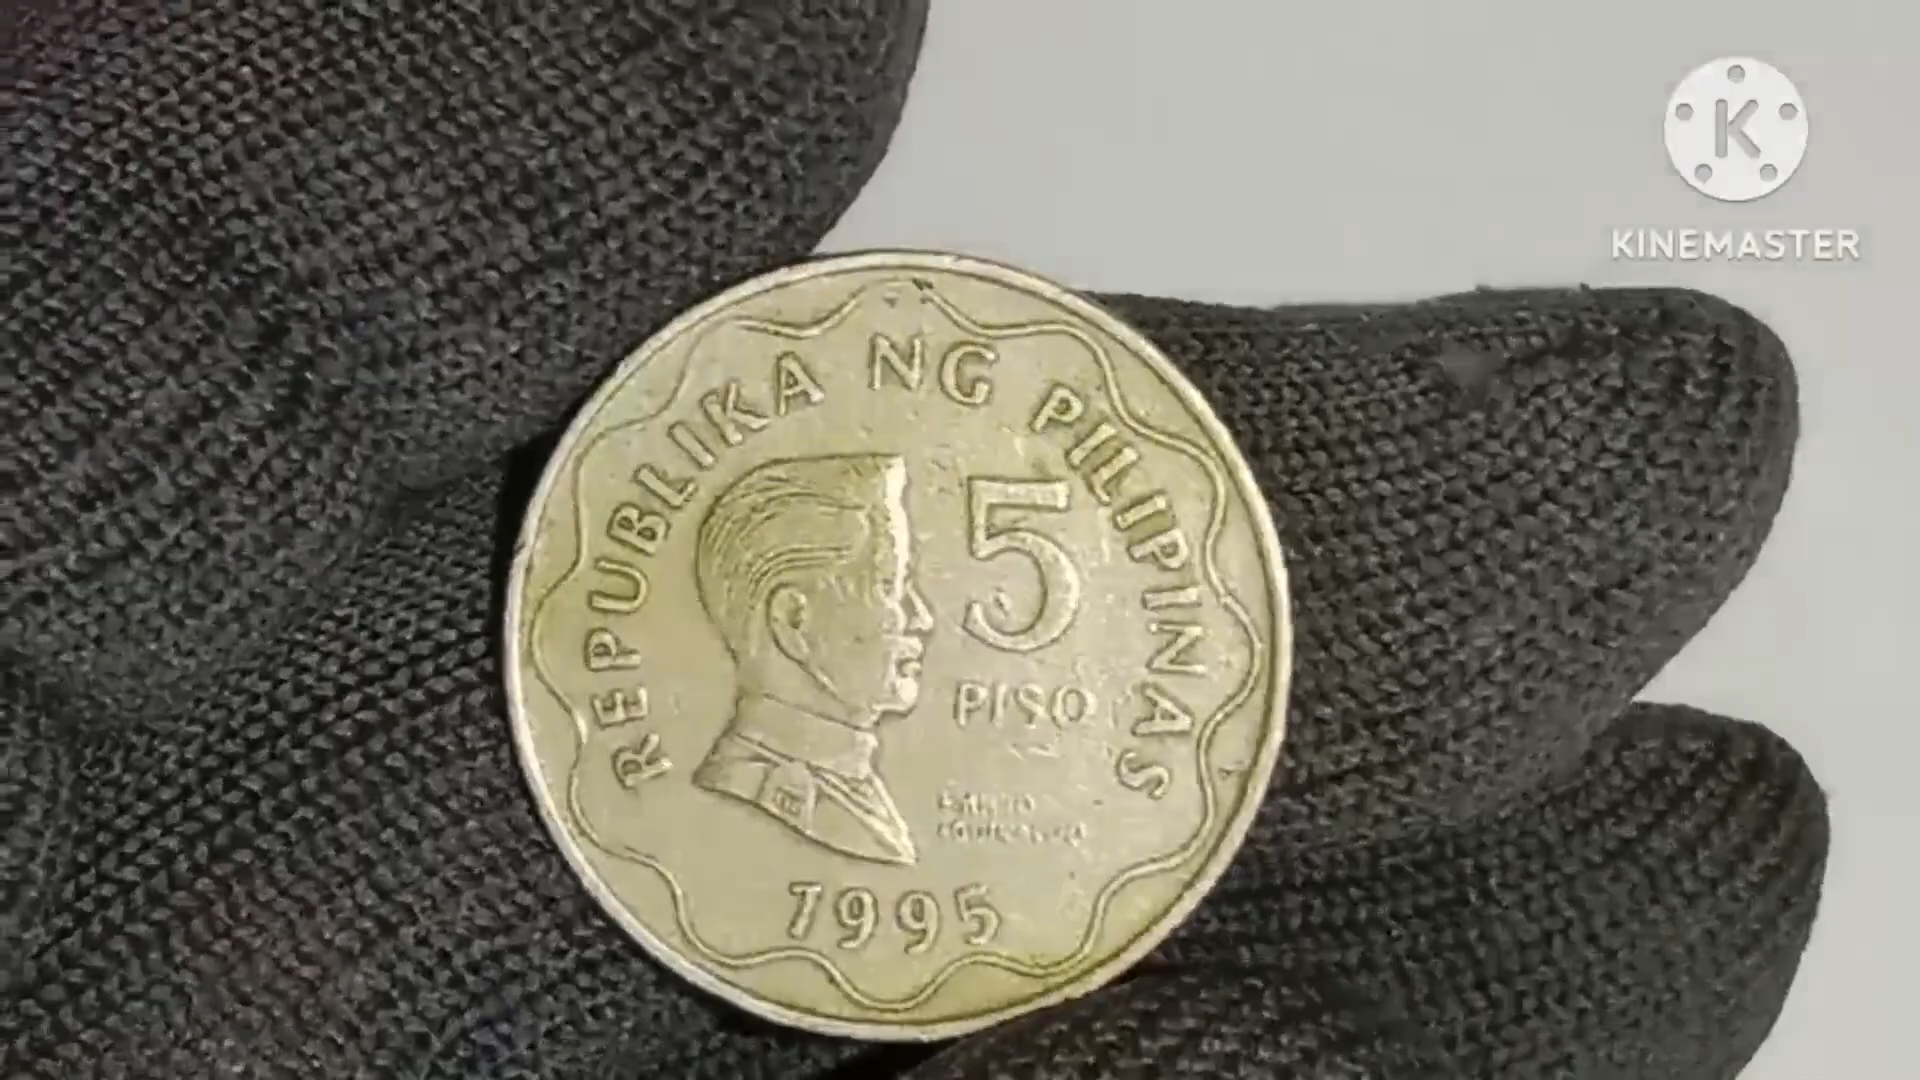 K
KINEMASTER
REPUBLIKA NG PILIPINAS
5
PISO
1995